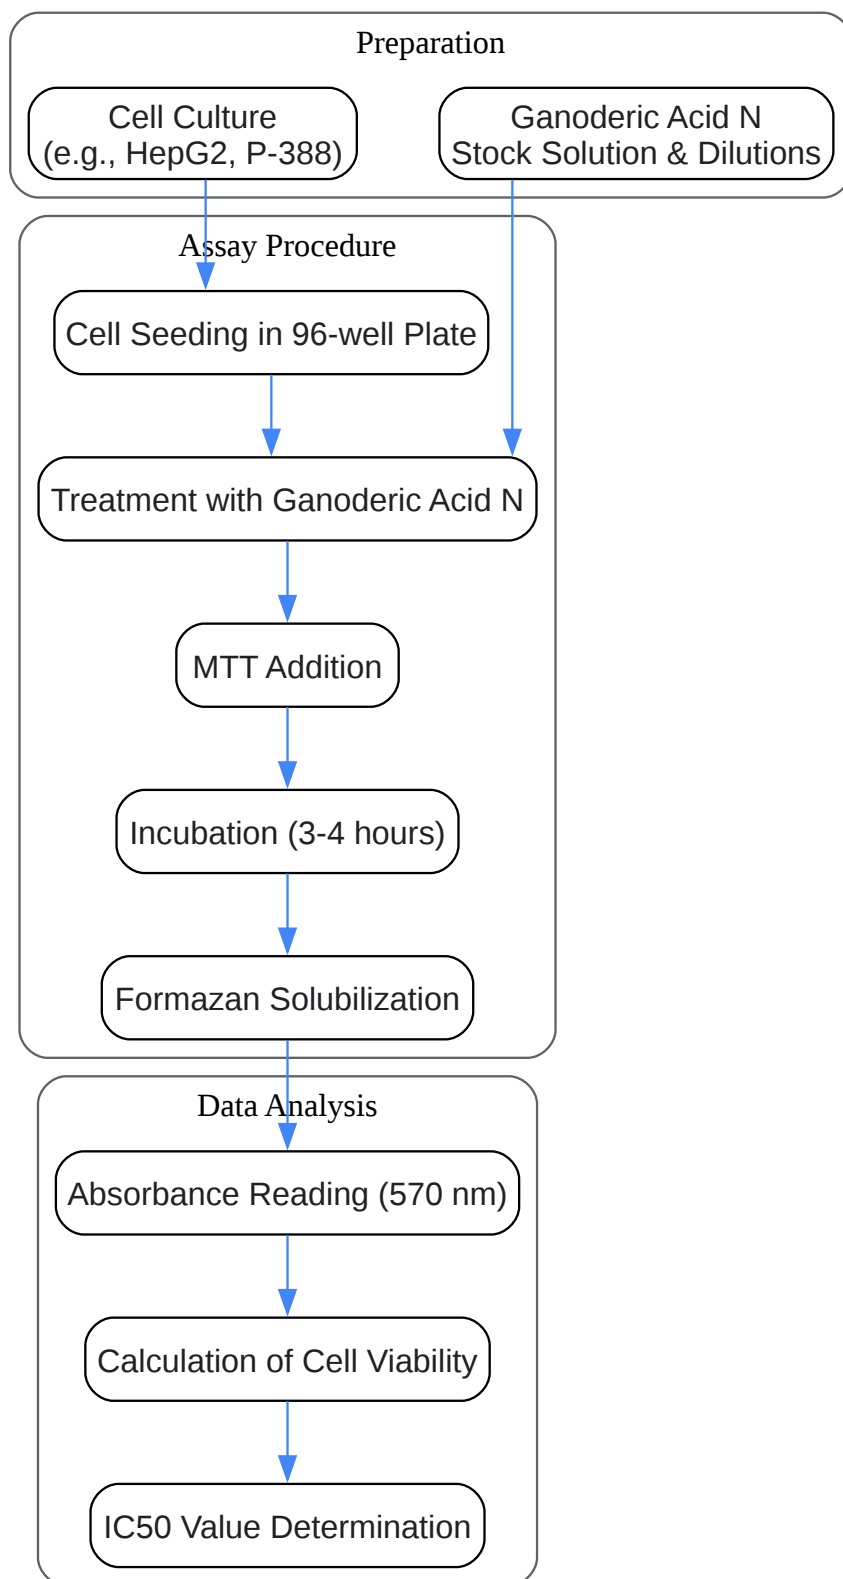 Preparation
Cell Culture
(e.g., HepG2, P-388)
Ganoderic Acid N
Stock Solution & Dilutions
Assay Procedure
Cell Seeding in 96-well Plate
Treatment with Ganoderic Acid N
MTT Addition
Incubation (3-4 hours)
Formazan Solubilization
Data Analysis
Absorbance Reading (570 nm)
Calculation of Cell Viability
IC50 Value Determination